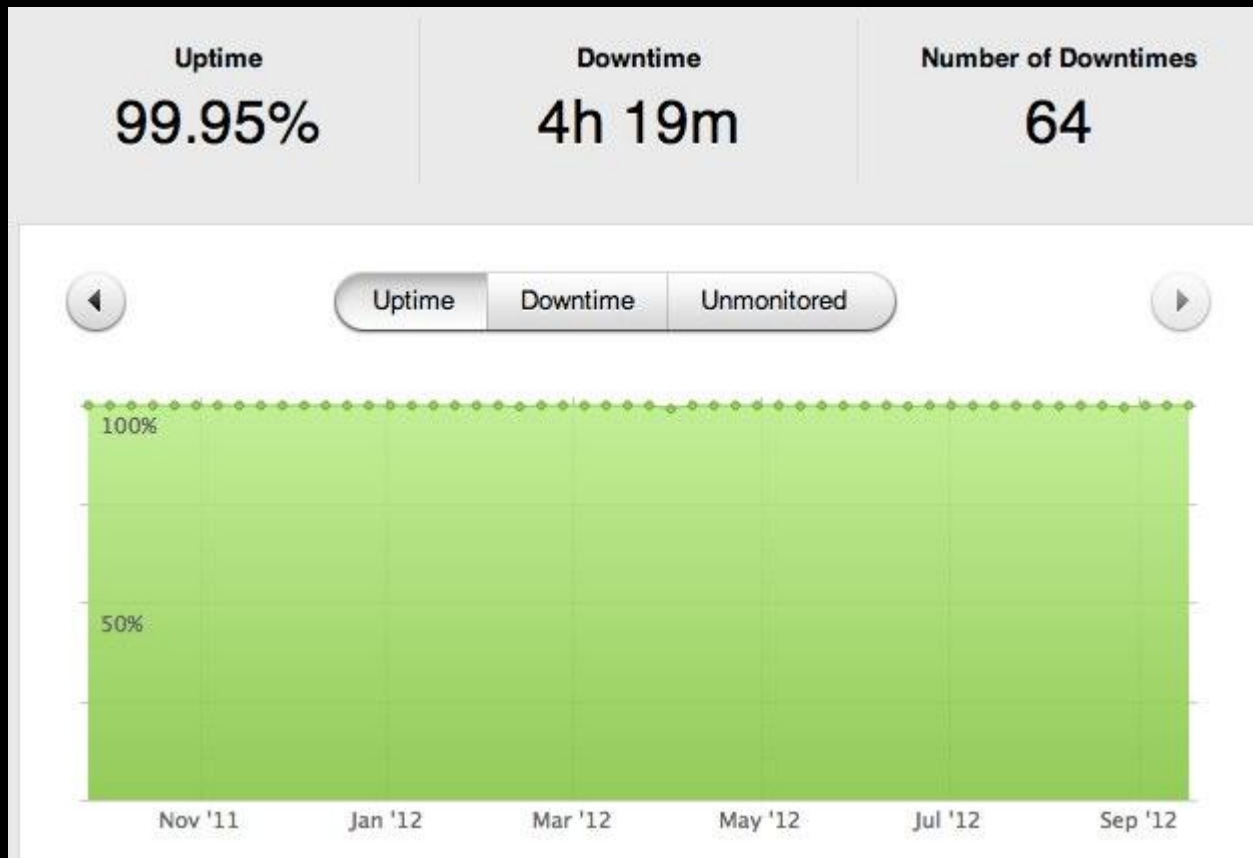 Uptime Downtime Number of Downtimes
99.95% 4h 19m 64
Uptime Downtime Unmonitored
100%
50%
Nov '11 Jan '12 Mar '12 May '12 Jul '12 Sep '12